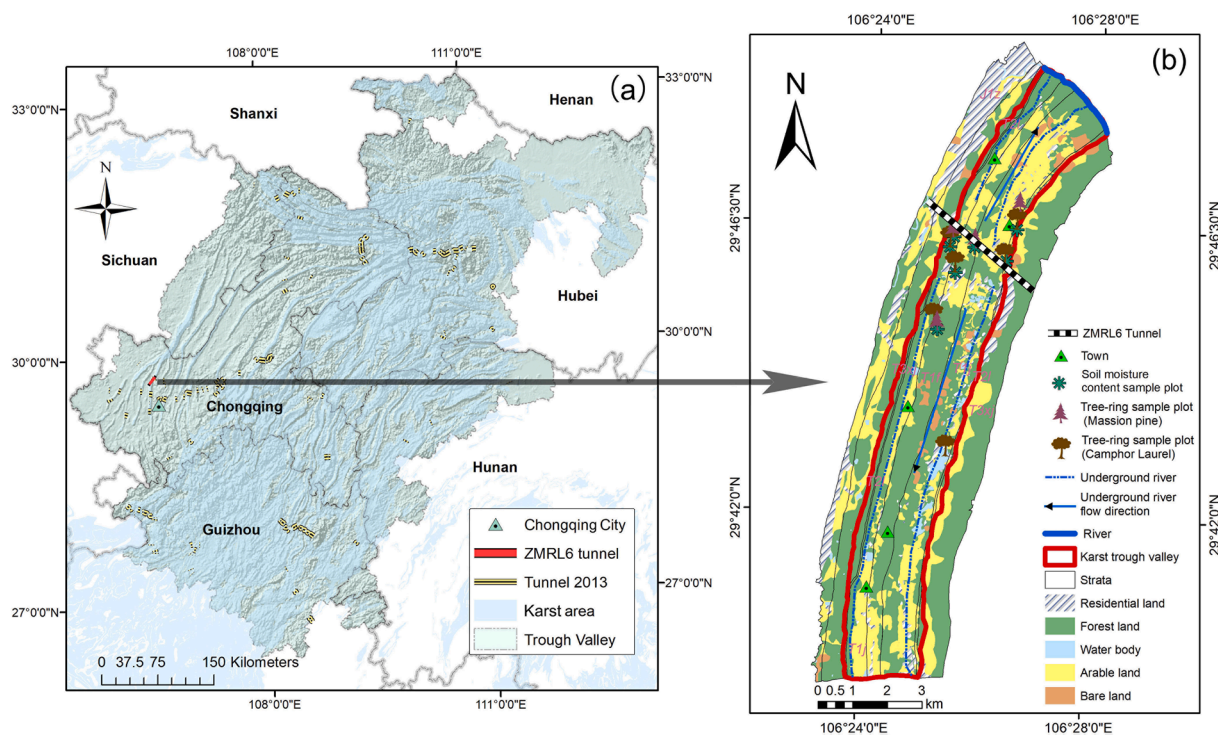 108°0'0"E
111°0'0"E
(a)
33°0'0"N
33°0'0"N
Shanxi
Henan
N
Sichuan
Hubei
30°0'0"N
30°0'0"N
Chongqing
Hunan
Guizhou
27°0'0"N
27°0'0"N
Chongqing City
ZMRL6 tunnel
Tunnel 2013
Karst area
Trough Valley
0 37.5 75 150 Kilometers
108°0'0"E
111°0'0"E
106°24'0"E
106°28'0"E
(b)
N
29°46'30"N
29°46'30"N
ZMRL6 Tunnel
Town
Soil moisture
content sample plot
Tree-ring sample plot
(Massion pine)
Tree-ring sample plot
(Camphor Laurel)
Underground river
Underground river
flow direction
River
Karst trough valley
Strata
Residential land
Forest land
Water body
Arable land
Bare land
29°42'0"N
29°42'0"N
0 0.5 1 2 3
km
106°24'0"E
106°28'0"E